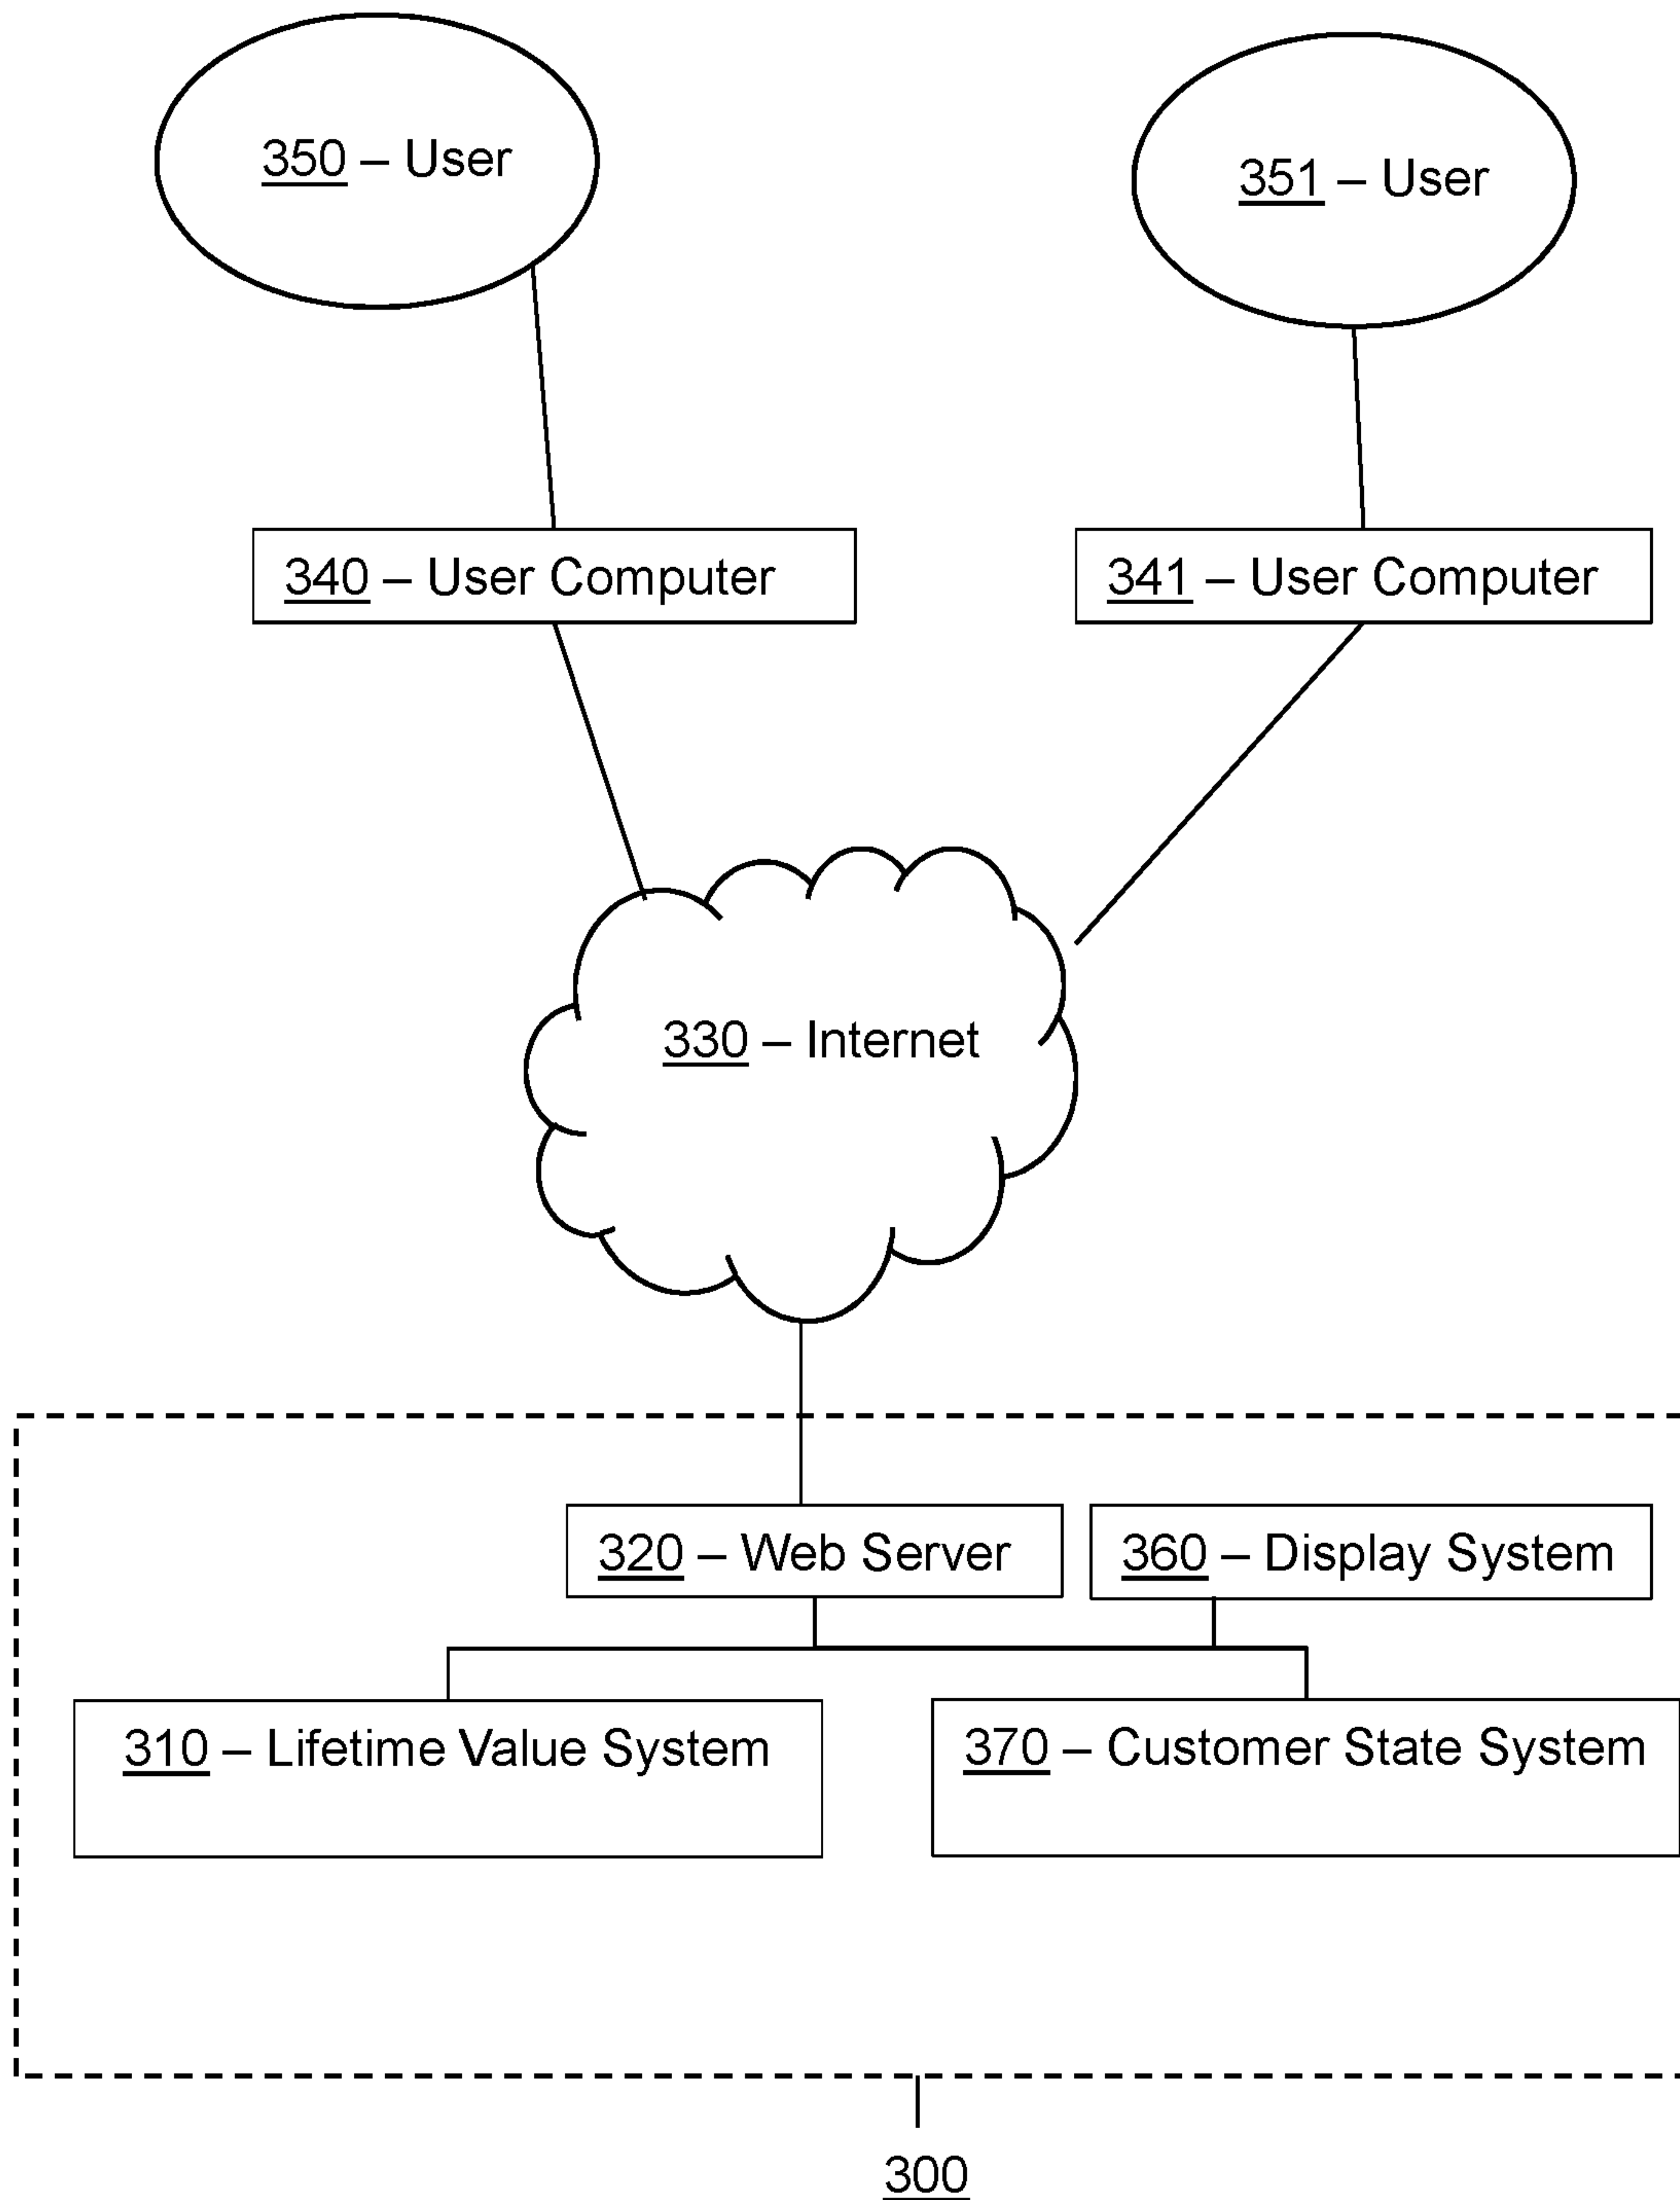 350 – User
351 – User
340 – User Computer
341 – User Computer
330 – Internet
320 – Web Server
360 – Display System
310 – Lifetime Value System
370 – Customer State System
300